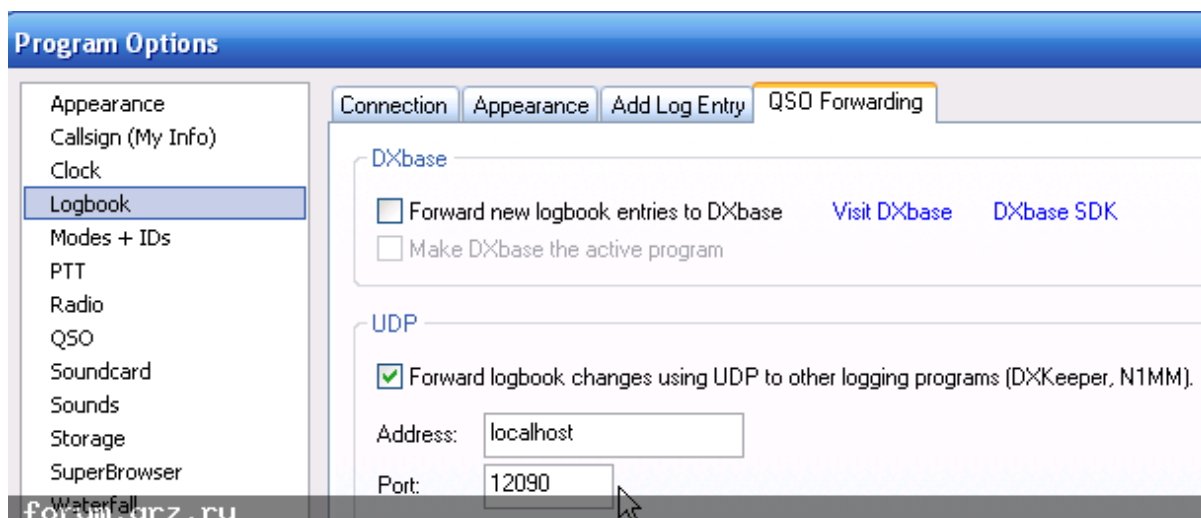 Program Options
Appearance
Callsign (My Info)
Clock
Logbook
Modes + IDs
PTT
Radio
QSO
Soundcard
Sounds
Storage
SuperBrowser
Waterfall
Connection Appearance Add Log Entry QSO Forwarding
DXbase
Forward new logbook entries to DXbase Visit DXbase DXbase SDK
Make DXbase the active program
UDP
Forward logbook changes using UDP to other logging programs (DXKeeper, N1MM).
Address: localhost
Port: 12090
forum.qrz.ru